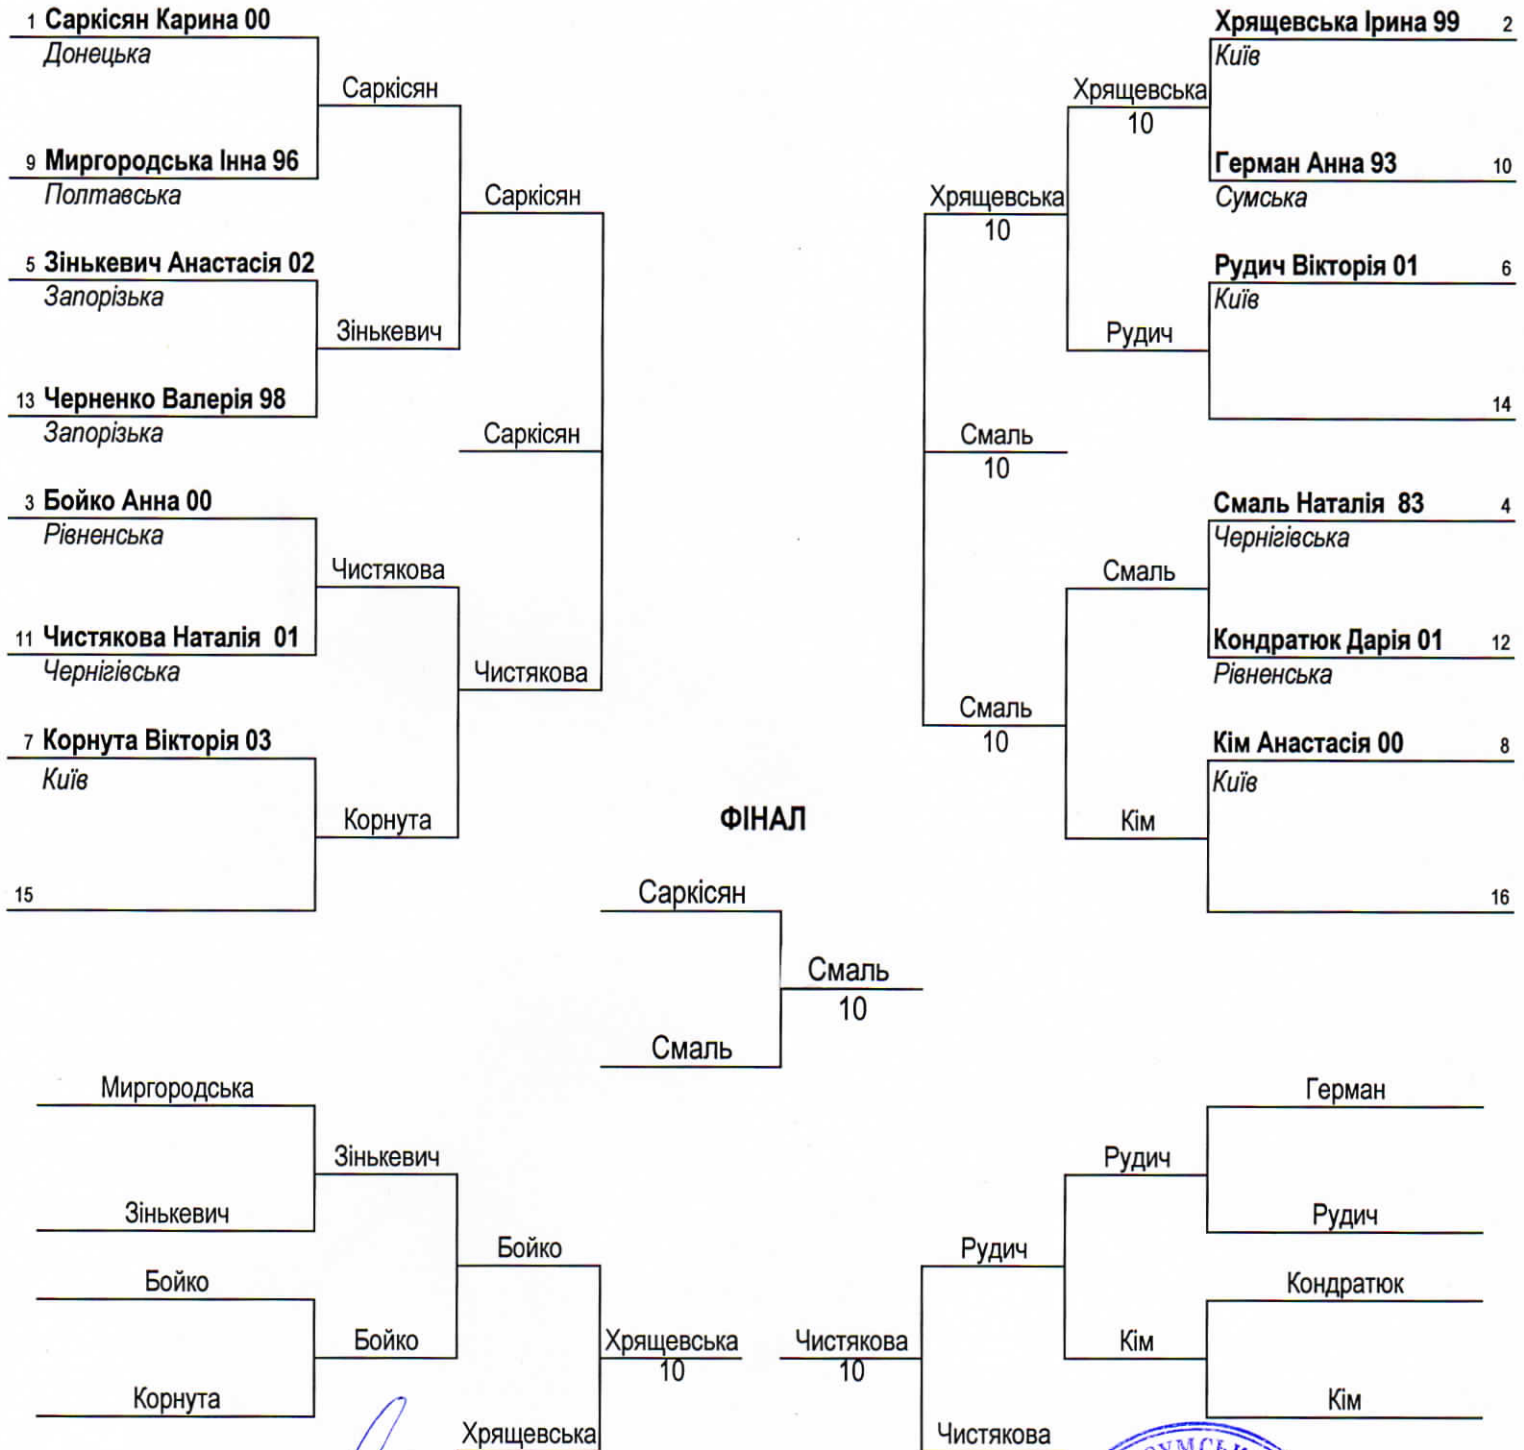 1 Саркісян Карина 00
Донецька
Саркісян
9 Миргородська Інна 96
Полтавська
Саркісян
5 Зінькевич Анастасія 02
Запорізька
Зінькевич
13 Черненко Валерія 98
Запорізька
Саркісян
3 Бойко Анна 00
Рівненська
Чистякова
11 Чистякова Наталія 01
Чернігівська
Чистякова
7 Корнута Вікторія 03
Київ
Корнута
15
Хрящевська Ірина 99 2
Київ
Хрящевська
10
Герман Анна 93 10
Сумська
Хрящевська
10
Рудич Вікторія 01 6
Київ
Рудич
14
Смаль
10
Смаль Наталія 83 4
Чернігівська
Смаль
Кондратюк Дарія 01 12
Рівненська
Смаль
10
Кім Анастасія 00 8
Київ
Кім
16
ФІНАЛ
Саркісян
Смаль
10
Смаль
Миргородська
Зінькевич
Зінькевич
Бойко
Бойко
Бойко
Корнута
Хрящевська
10
Хрящевська
Герман
Рудич
Рудич
Рудич
Кондратюк
Кім
Кім
Чистякова
10
Чистякова